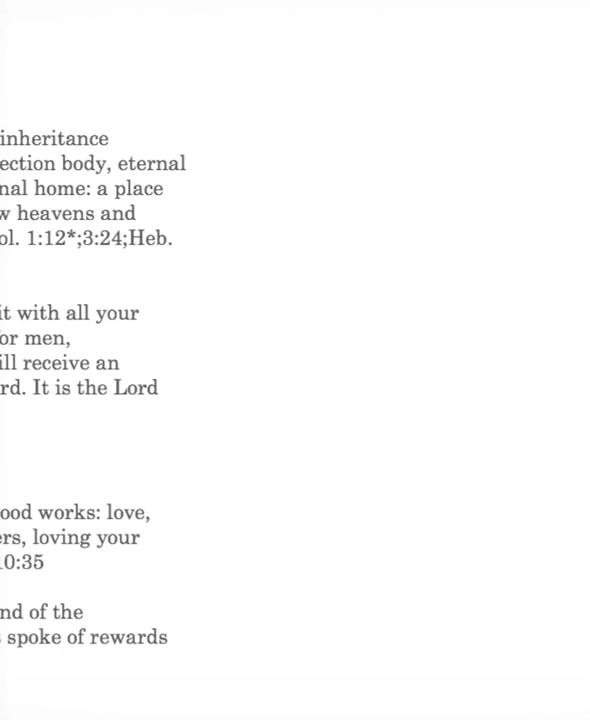 inheritance
ection body, eternal
nal home: a place
w heavens and
ol. 1:12*;3:24;Heb.
it with all your
or men,
ill receive an
rd. It is the Lord
ood works: love,
ers, loving your
10:35
nd of the
s spoke of rewards